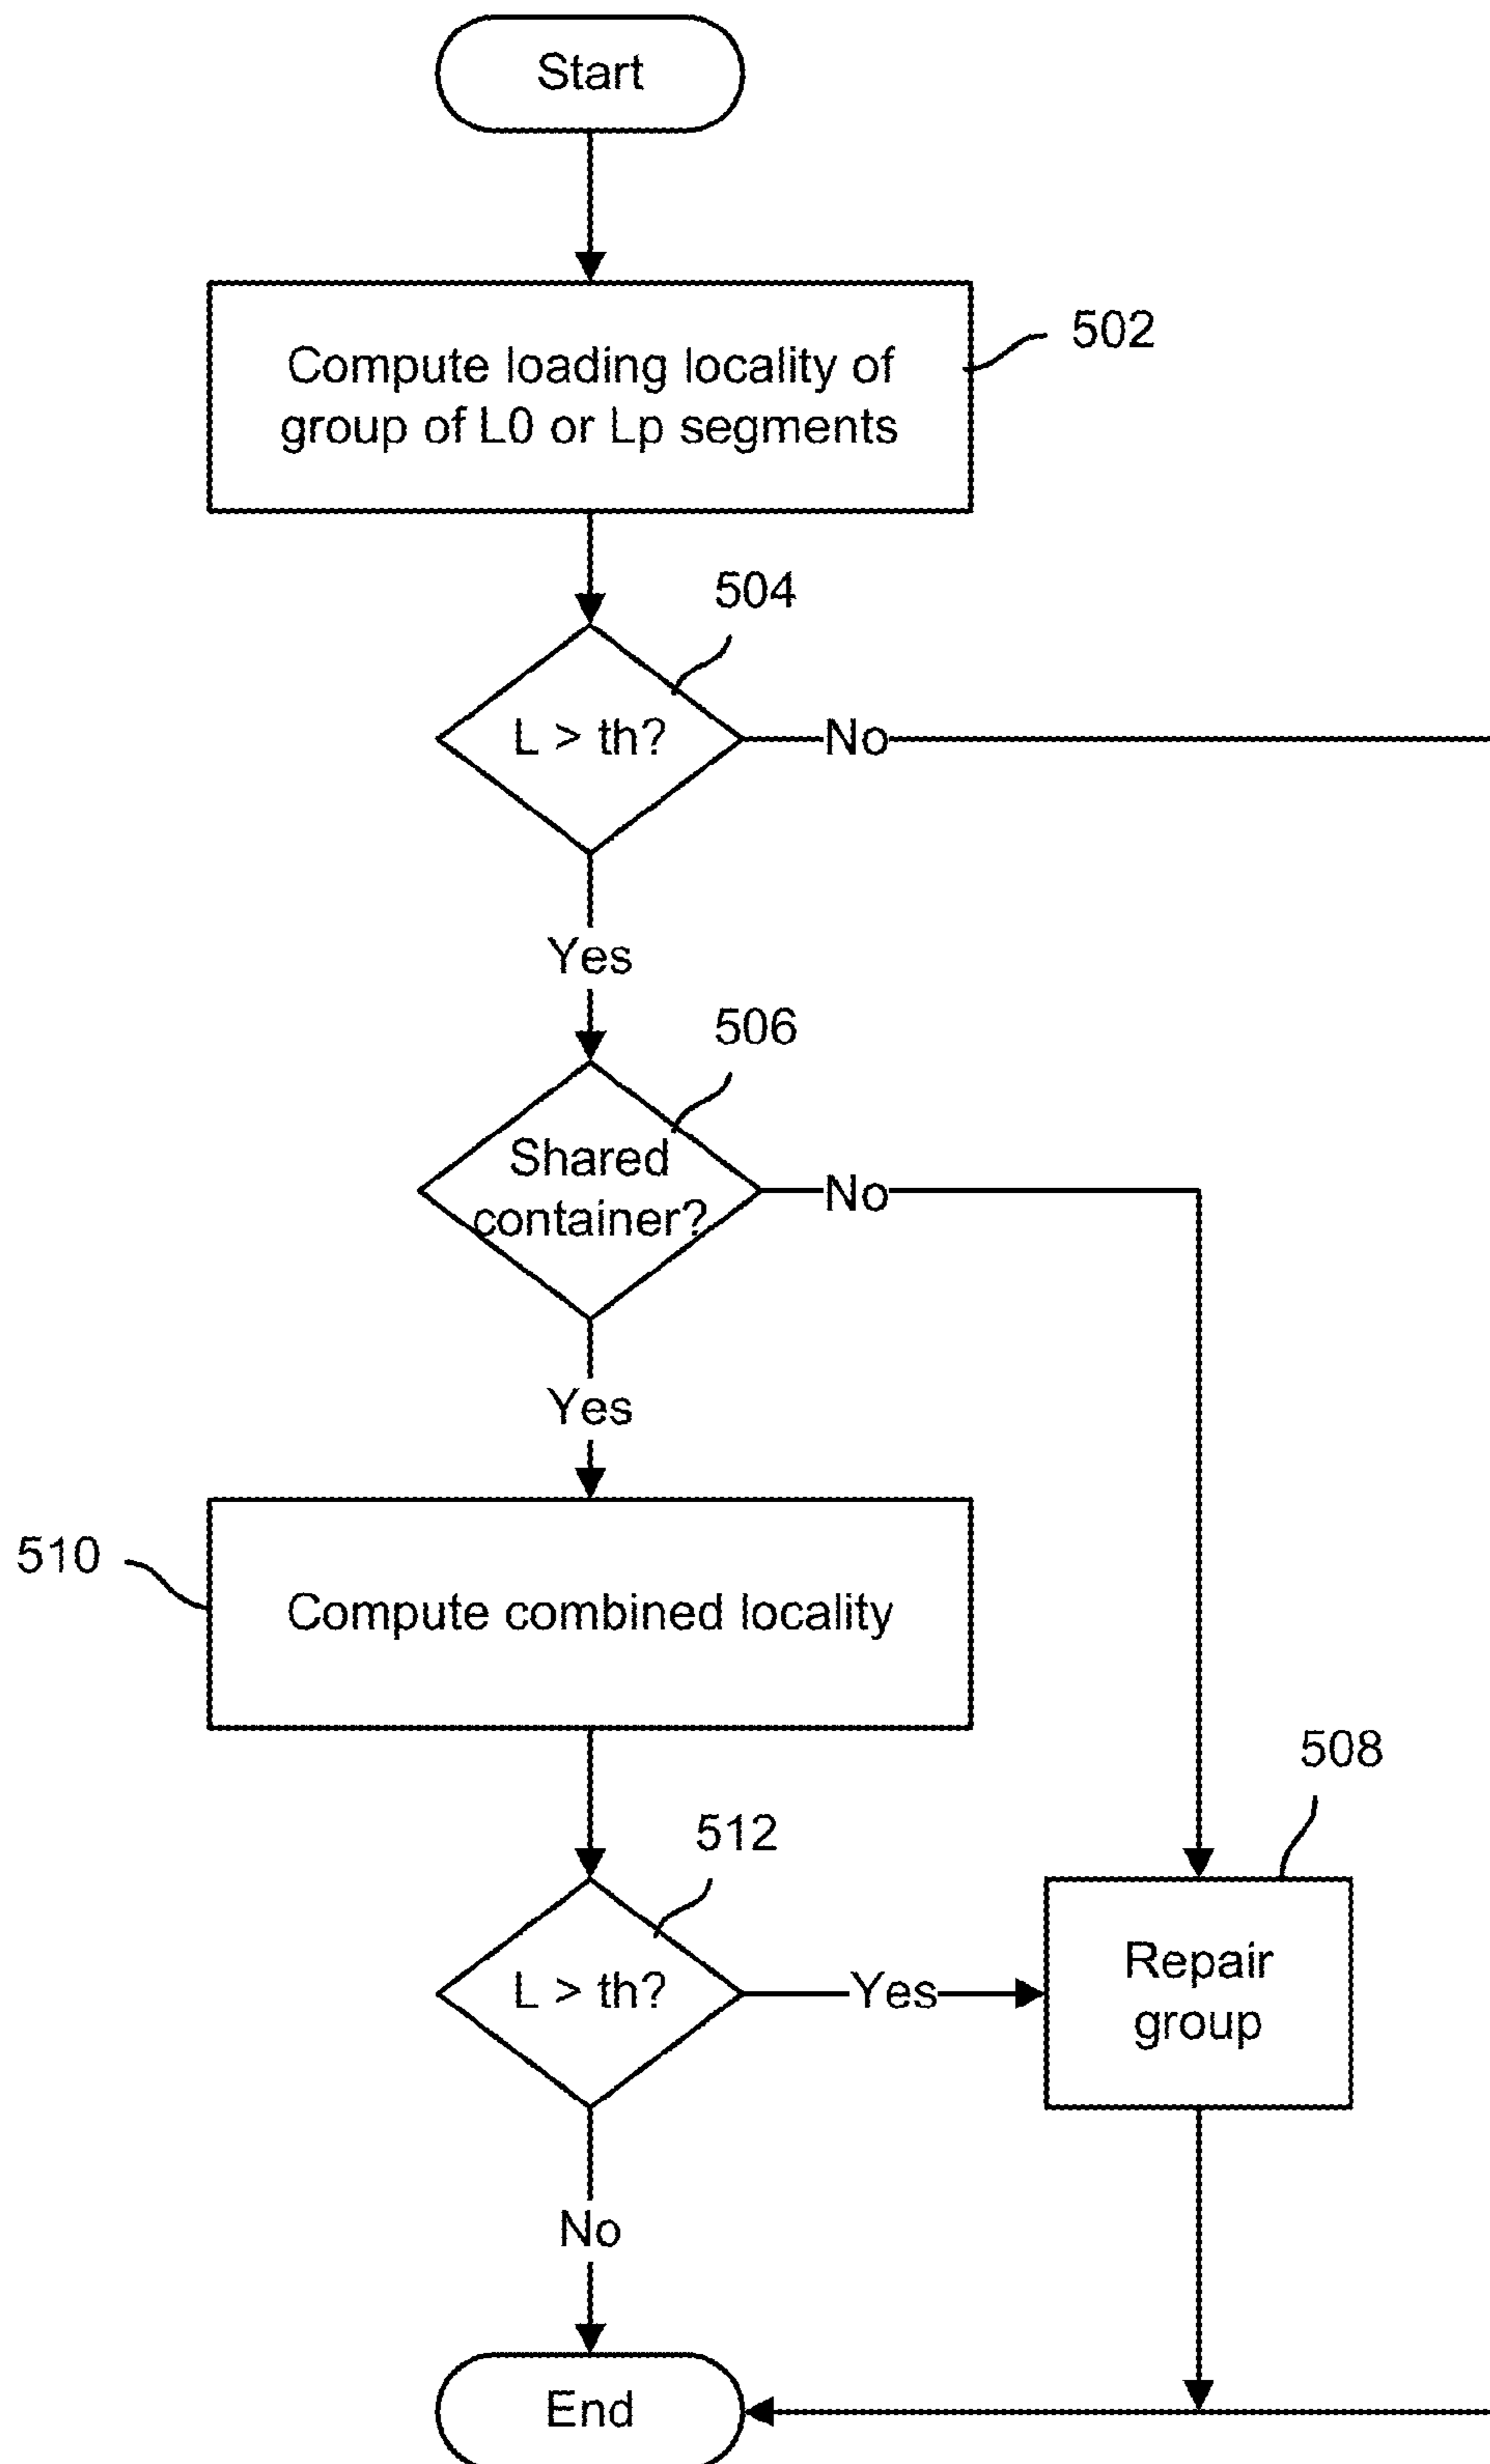 Start
Compute loading locality of
group of L0 or Lp segments
502
504
L > th?
No
Yes
506
Shared
container?
No
Yes
510
Compute combined locality
508
512
L > th?
Yes
Repair
group
No
End